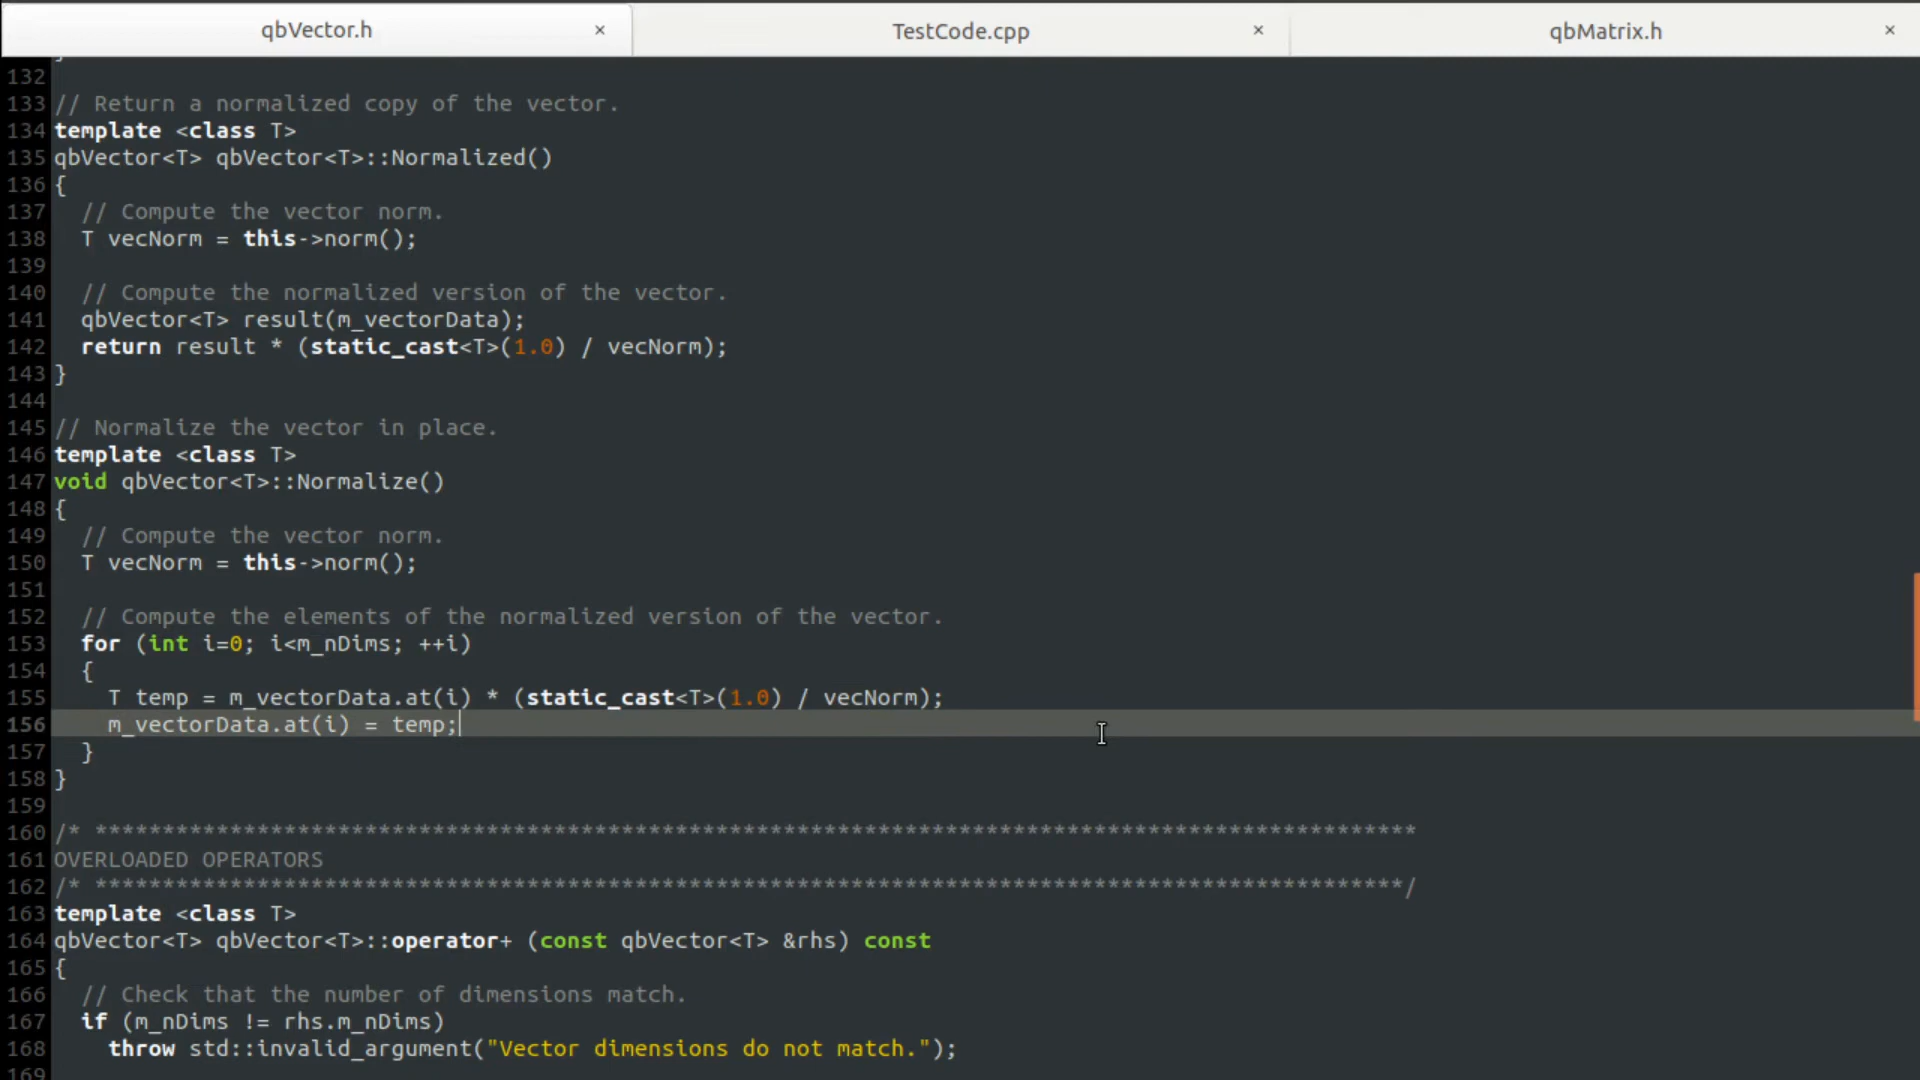 qbVector.h × TestCode.cpp × qbMatrix.h ×
132
133 // Return a normalized copy of the vector.
134 template <class T>
135 qbVector<T> qbVector<T>::Normalized()
136 {
137   // Compute the vector norm.
138   T vecNorm = this->norm();
139
140   // Compute the normalized version of the vector.
141   qbVector<T> result(m_vectorData);
142   return result * (static_cast<T>(1.0) / vecNorm);
143 }
144
145 // Normalize the vector in place.
146 template <class T>
147 void qbVector<T>::Normalize()
148 {
149   // Compute the vector norm.
150   T vecNorm = this->norm();
151
152   // Compute the elements of the normalized version of the vector.
153   for (int i=0; i<m_nDims; ++i)
154   {
155     T temp = m_vectorData.at(i) * (static_cast<T>(1.0) / vecNorm);
156     m_vectorData.at(i) = temp;
157   }
158 }
159
160 /* **************************************************************************************************
161 OVERLOADED OPERATORS
162 /* *************************************************************************************************/
163 template <class T>
164 qbVector<T> qbVector<T>::operator+ (const qbVector<T> &rhs) const
165 {
166   // Check that the number of dimensions match.
167   if (m_nDims != rhs.m_nDims)
168     throw std::invalid_argument("Vector dimensions do not match.");
169